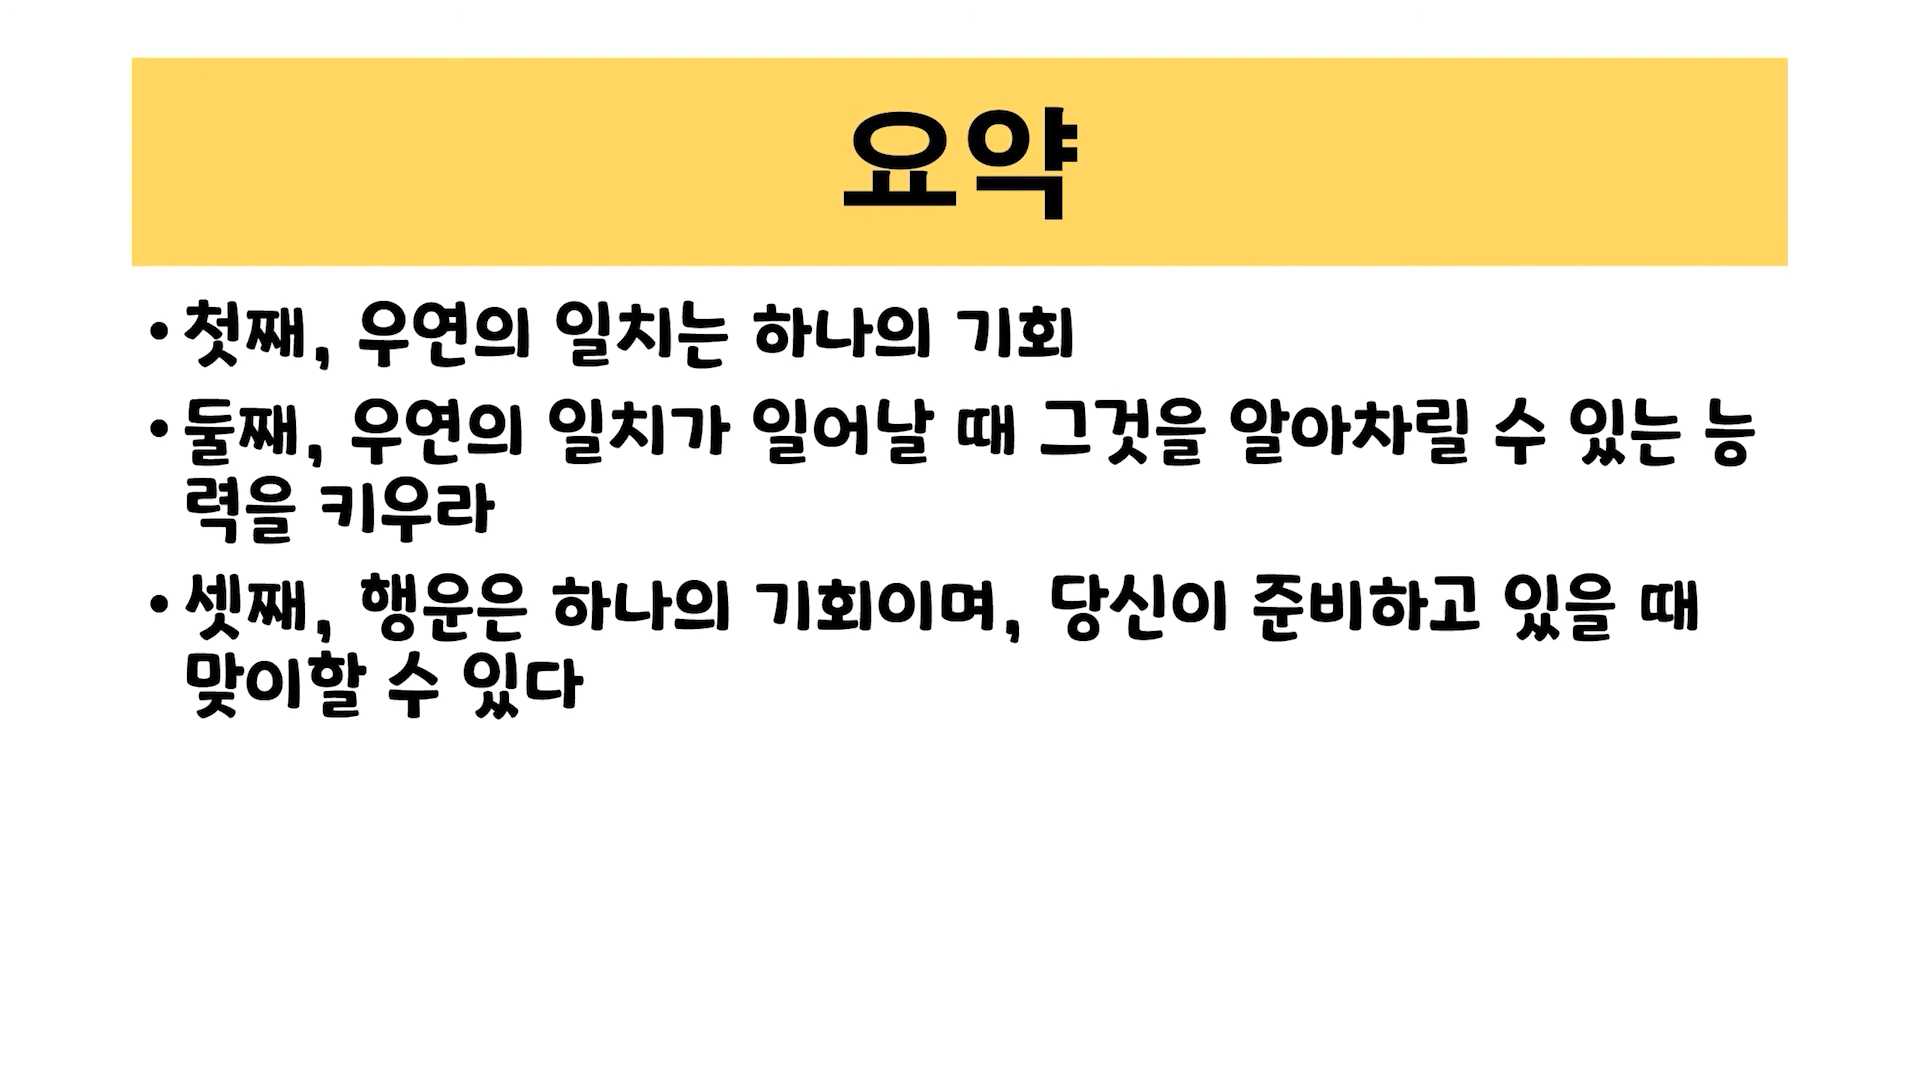 요약
• 첫째, 우연의 일치는 하나의 기회
• 둘째, 우연의 일치가 일어날 때 그것을 알아차릴 수 있는 능
력을 키우라
• 셋째, 행운은 하나의 기회이며, 당신이 준비하고 있을 때
맞이할 수 있다